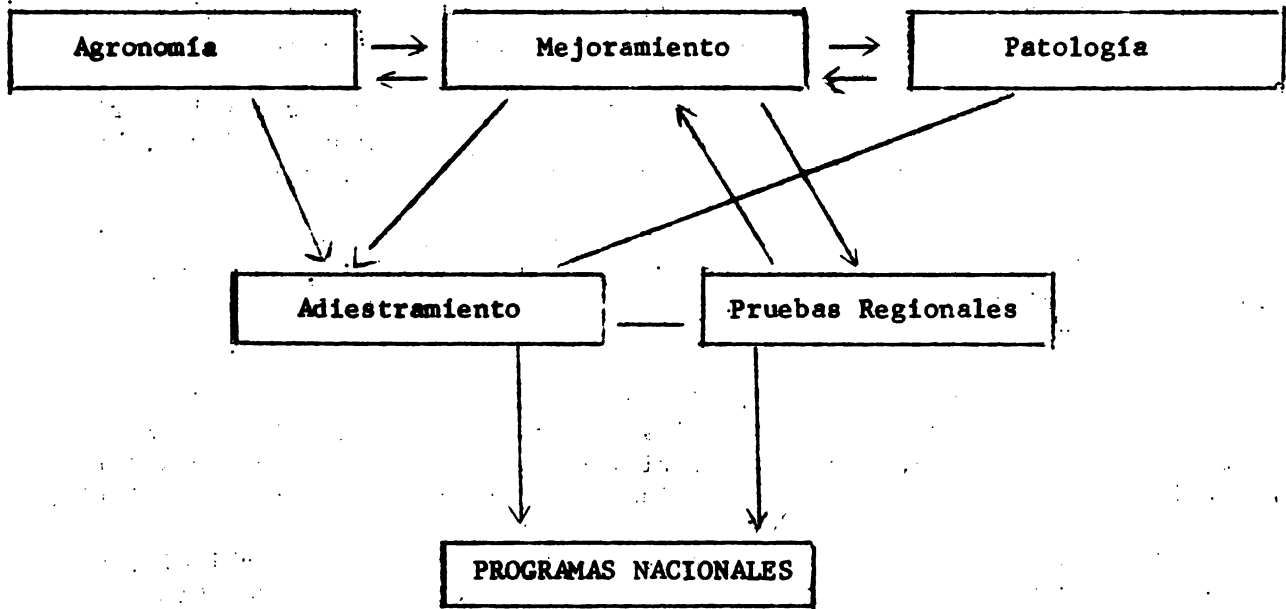 Agronomía
Mejoramiento
Patología
Adiestramiento
Pruebas Regionales
PROGRAMAS NACIONALES